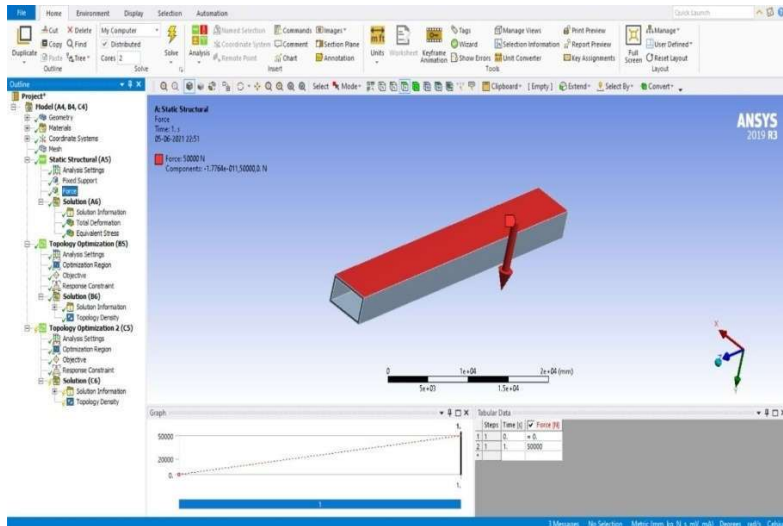 File Home Environment Display Selection Automation Quick Launch
Duplicate Cut Delete My Computer Solve Analysis Named Selection Commands Images Units Worksheet Keyframe Animation Tags Manage Views Print Preview Full Screen Manage
Copy Find Distributed Coordinate System Comment Section Plane Wizard Selection Information Report Preview User Defined
Paste Tree Cores 2 Remote Point Chart Annotation Show Errors Unit Converter Key Assignments Reset Layout
Outline Solve Insert Tools Layout
Outline
Select Mode Clipboard [ Empty ] Extend Select By Convert
Project*
Model (A4, B4, C4)
Geometry
Materials
Coordinate Systems
Mesh
Static Structural (A5)
Analysis Settings
Fixed Support
Force
Solution (A6)
Solution Information
Total Deformation
Equivalent Stress
Topology Optimization (B5)
Analysis Settings
Optimization Region
Objective
Response Constraint
Solution (B6)
Solution Information
Topology Density
Topology Optimization 2 (C5)
Analysis Settings
Optimization Region
Objective
Response Constraint
Solution (C6)
Solution Information
Topology Density
A: Static Structural
Force
Time: 1. s
05-06-2021 22:51
Force: 50000 N
Components: -1.7764e-011,50000,0. N
ANSYS
2019 R3
0 1e+04 2e+04 (mm)
5e+03 1.5e+04
X
Y
Graph
1.
50000
20000
0.
1.
1
Tabular Data
Steps Time [s] Force [N]
1 1 0. = 0.
2 1 1. 50000
*
3 Messages No Selection Metric (mm, kg, N, s, mV, mA) Degrees rad/s